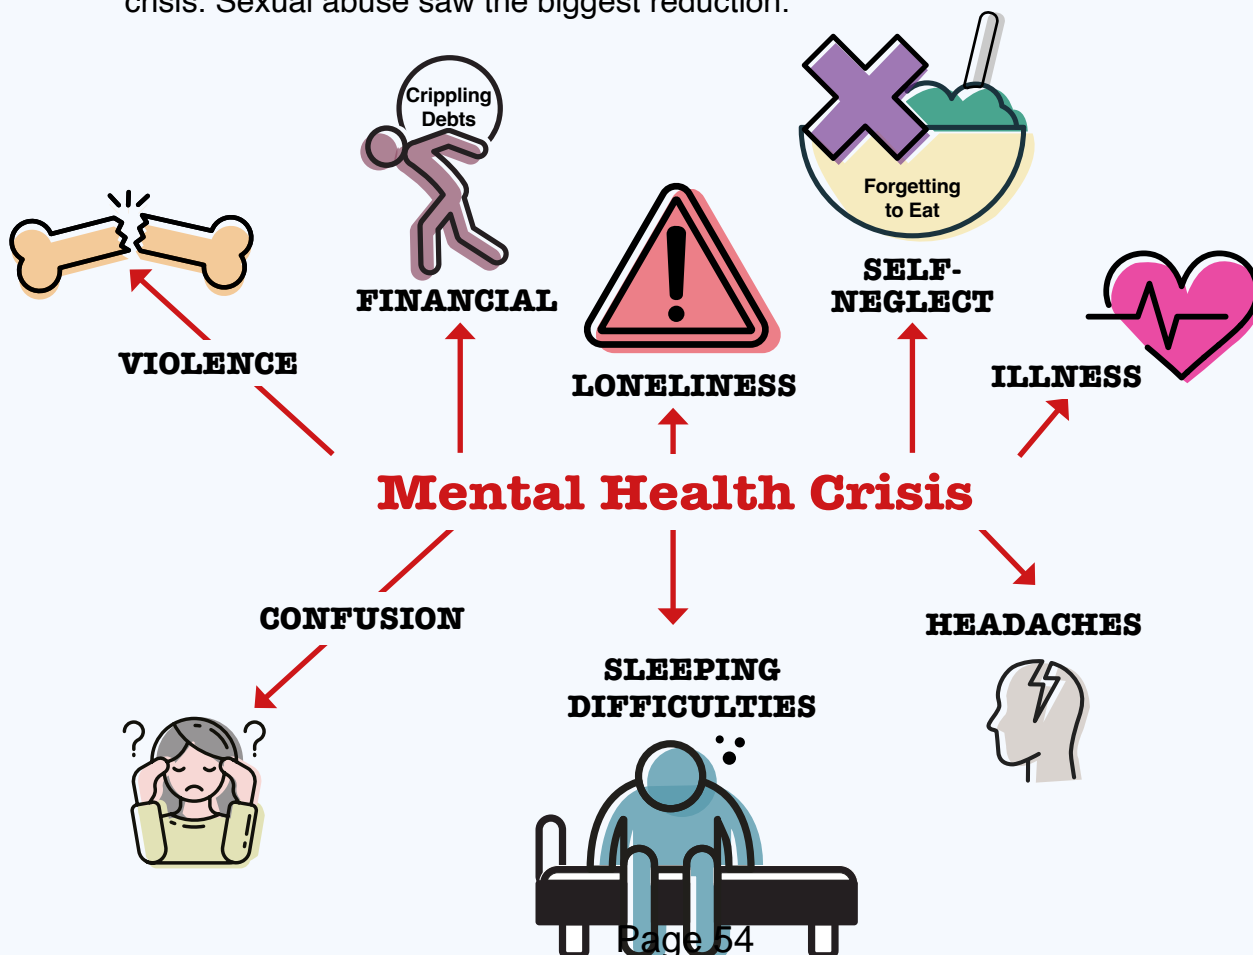 crisis. Sexual abuse saw the biggest reduction.
Crippling
Debts
Forgetting
to Eat
FINANCIAL
SELF-
NEGLECT
VIOLENCE
LONELINESS
ILLNESS
Mental Health Crisis
CONFUSION
HEADACHES
SLEEPING
DIFFICULTIES
?
?
Page 54